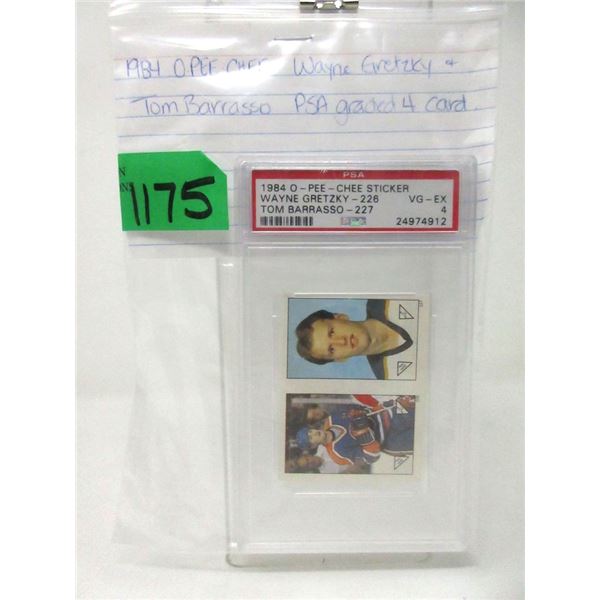 1984 O.PEE CHEE Wayne Gretzky +
Tom Barrasso PSA graded 4 card.
1175
PSA
1984 O-PEE-CHEE STICKER
WAYNE GRETZKY-226 VG-EX
TOM BARRASSO-227 4
24974912